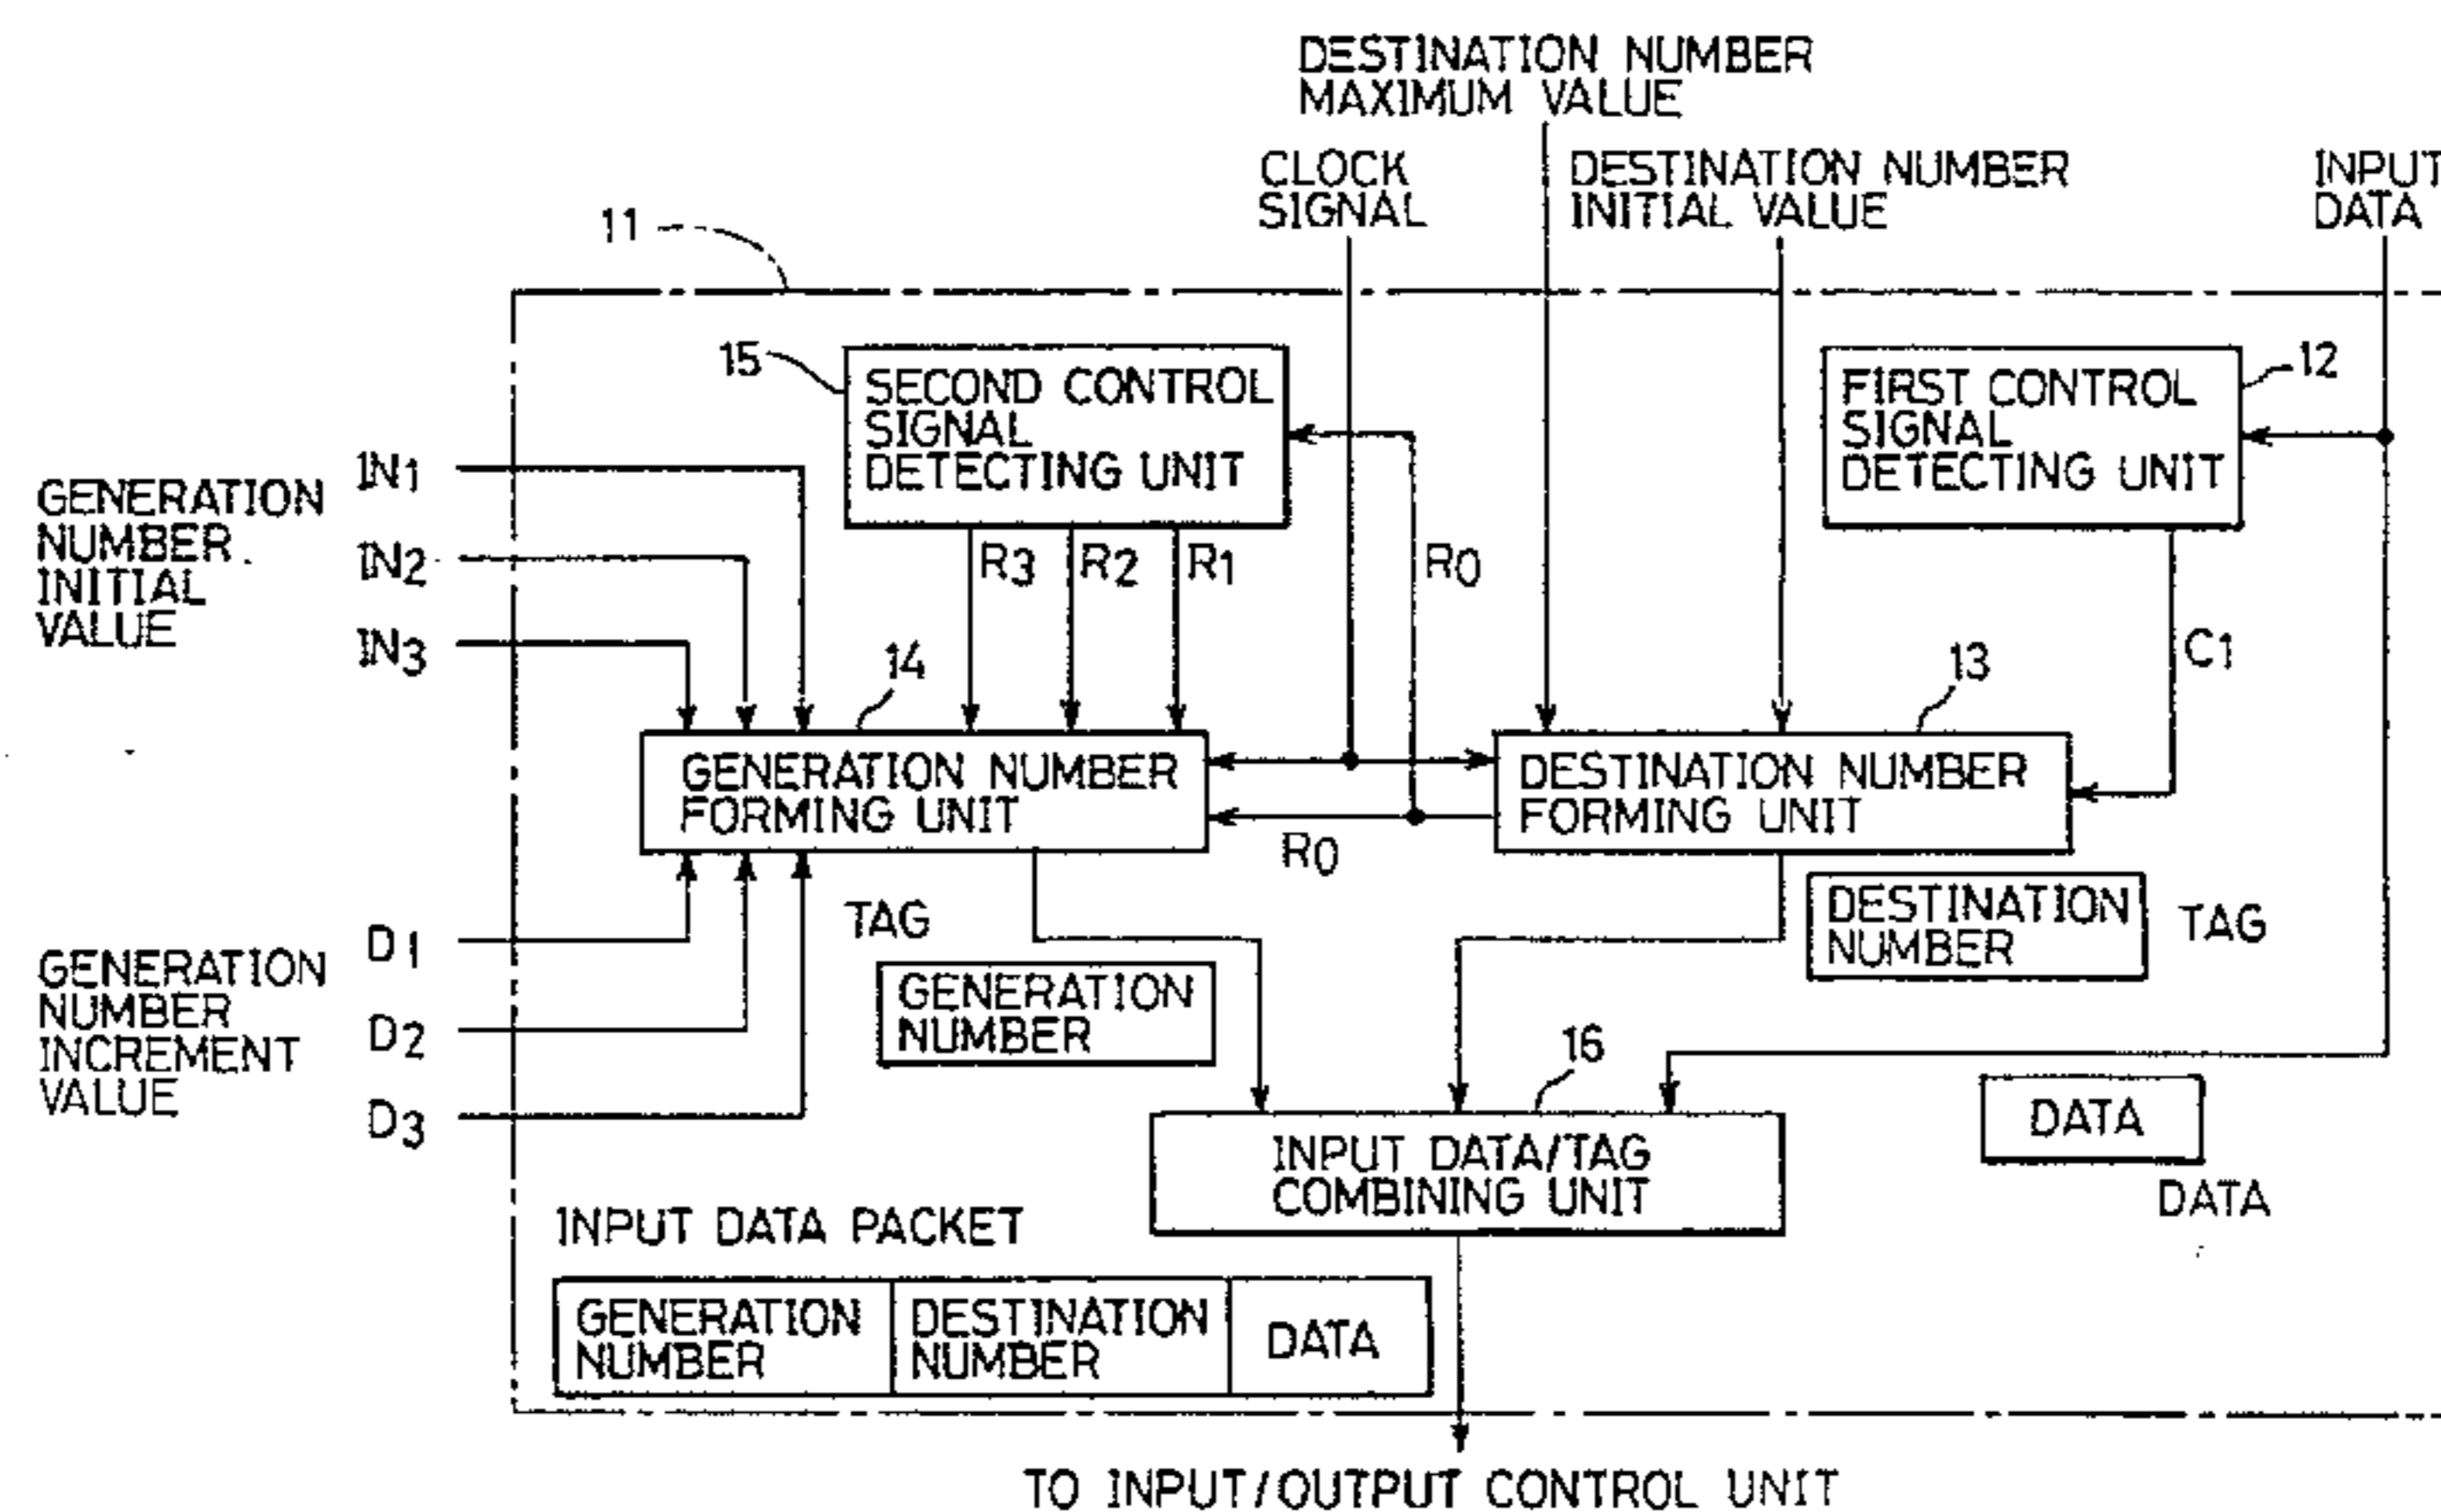 DESTINATION NUMBER
MAXIMUM VALUE
CLOCK
SIGNAL
DESTINATION NUMBER
INITIAL VALUE
INPUT
DATA
11
15
SECOND CONTROL
SIGNAL
DETECTING UNIT
FIRST CONTROL
SIGNAL
DETECTING UNIT
12
GENERATION
NUMBER
INITIAL
VALUE
IN1
IN2
IN3
R3
R2
R1
R0
C1
14
13
GENERATION NUMBER
FORMING UNIT
DESTINATION NUMBER
FORMING UNIT
R0
GENERATION
NUMBER
INCREMENT
VALUE
D1
D2
D3
TAG
GENERATION
NUMBER
DESTINATION
NUMBER
TAG
16
INPUT DATA/TAG
COMBINING UNIT
DATA
DATA
INPUT DATA PACKET
GENERATION
NUMBER
DESTINATION
NUMBER
DATA
TO INPUT/OUTPUT CONTROL UNIT